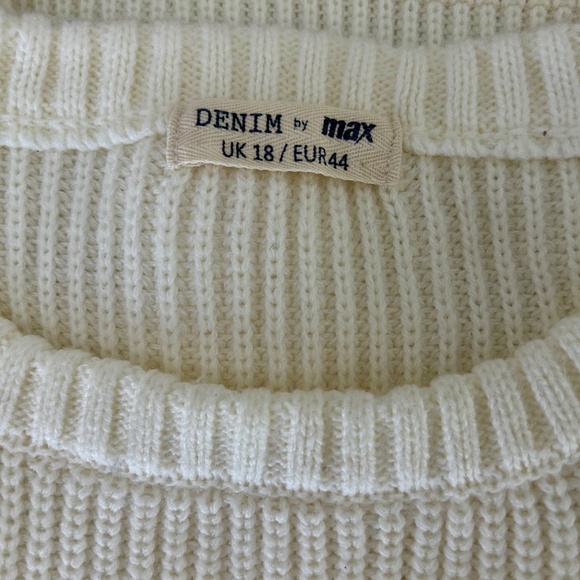 DENIM by max
UK 18 / EUR44